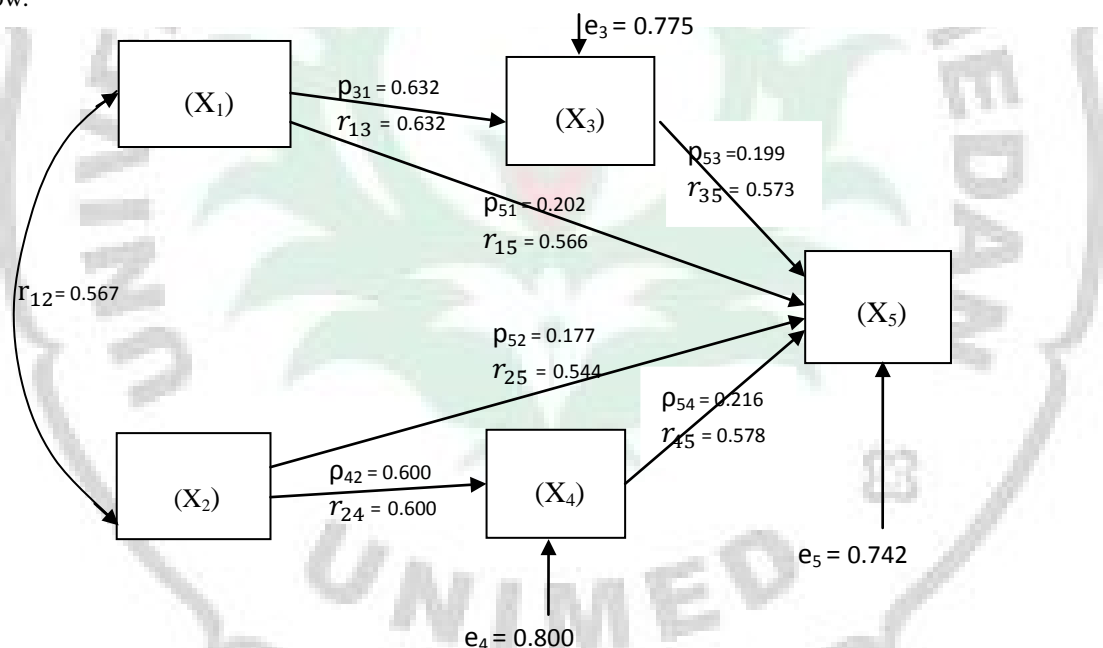 e₃ = 0.775
(X₁)
p₃₁ = 0.632
r₁₃ = 0.632
(X₃)
p₅₃ =0.199
r₃₅ = 0.573
p₅₁ = 0.202
r₁₅ = 0.566
r₁₂ = 0.567
(X₅)
p₅₂ = 0.177
r₂₅ = 0.544
ρ₅₄ = 0.216
r₄₅ = 0.578
(X₂)
ρ₄₂ = 0.600
r₂₄ = 0.600
(X₄)
e₅ = 0.742
e₄ = 0.800
UNIMED